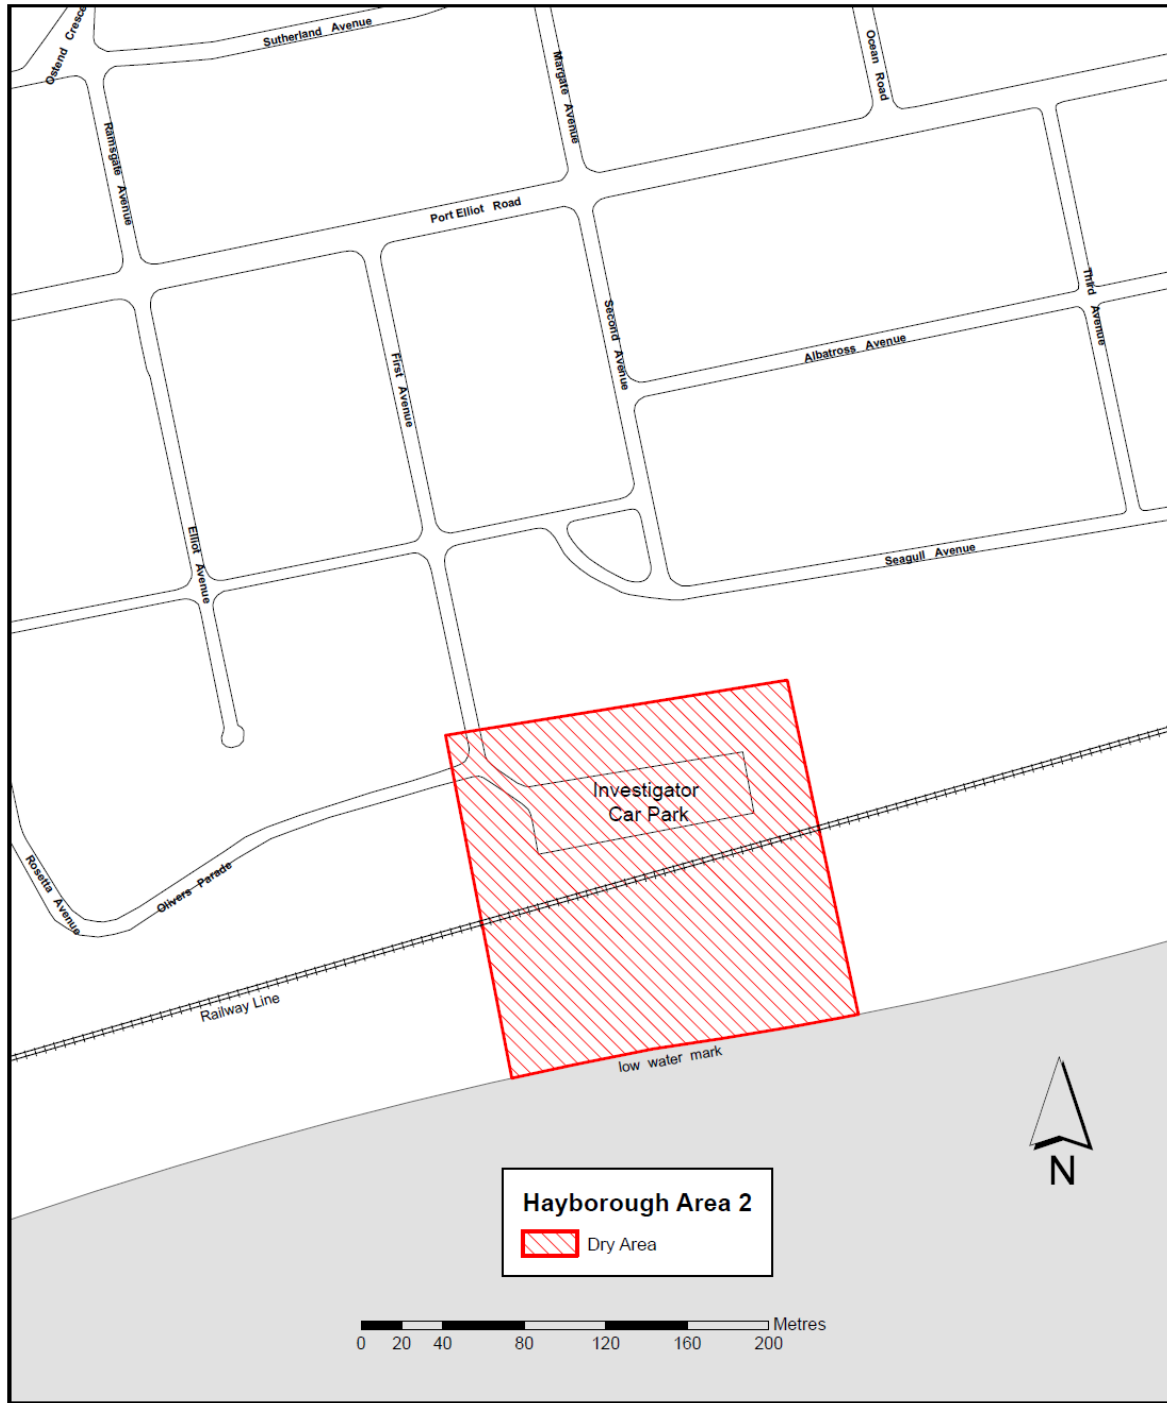 Ostend Cresce
Sutherland Avenue
Margate Avenue
Ocean Road
Ramsgate Avenue
Port Elliot Road
Third Avenue
Second Avenue
Albatross Avenue
First Avenue
Elliot Avenue
Seagull Avenue
Investigator
Car Park
Rosetta Avenue
Olivers Parade
Railway Line
low water mark
N
Hayborough Area 2
Dry Area
Metres
0 20 40 80 120 160 200